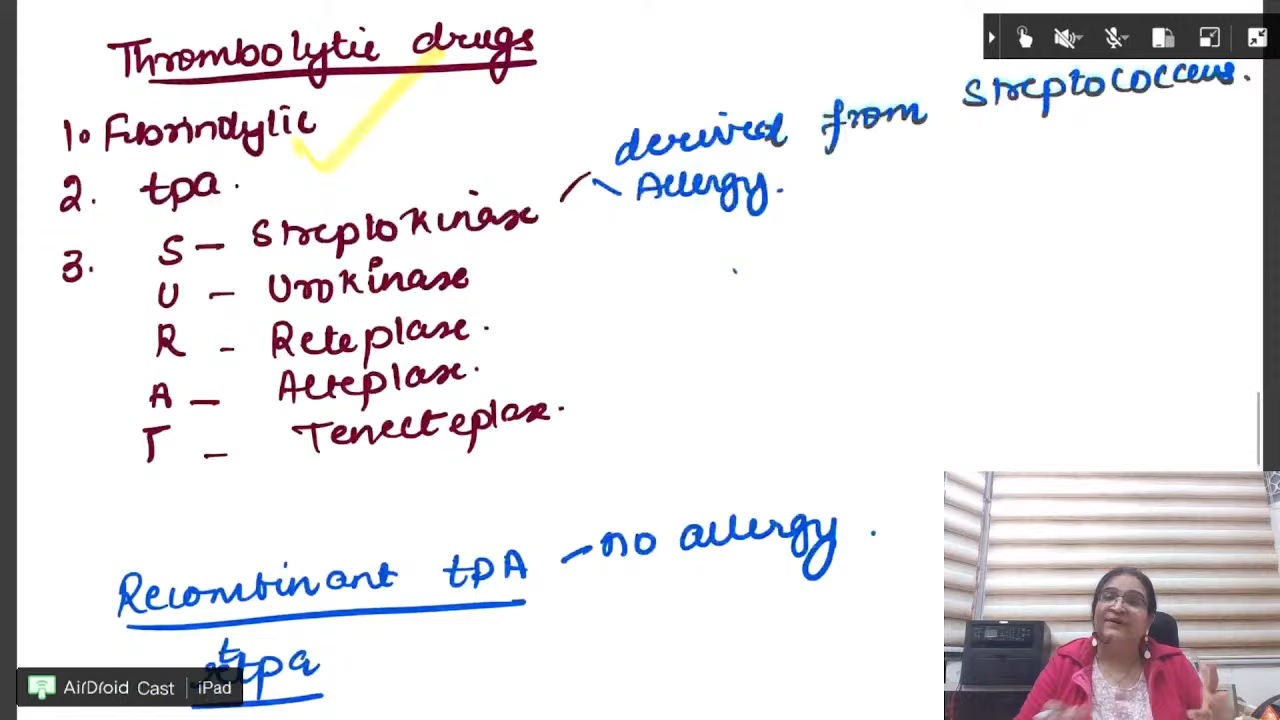 Thrombolytic drugs
1. Fibrinolytic
2. tpa.
3. S - Streptokinase
derived from streptococcus.
Allergy.
U - Urokinase
R - Reteplase.
A - Alteplase.
T - Tenecteplase.
Recombinant tPA - no allergy.
AirDroid Cast | iPad